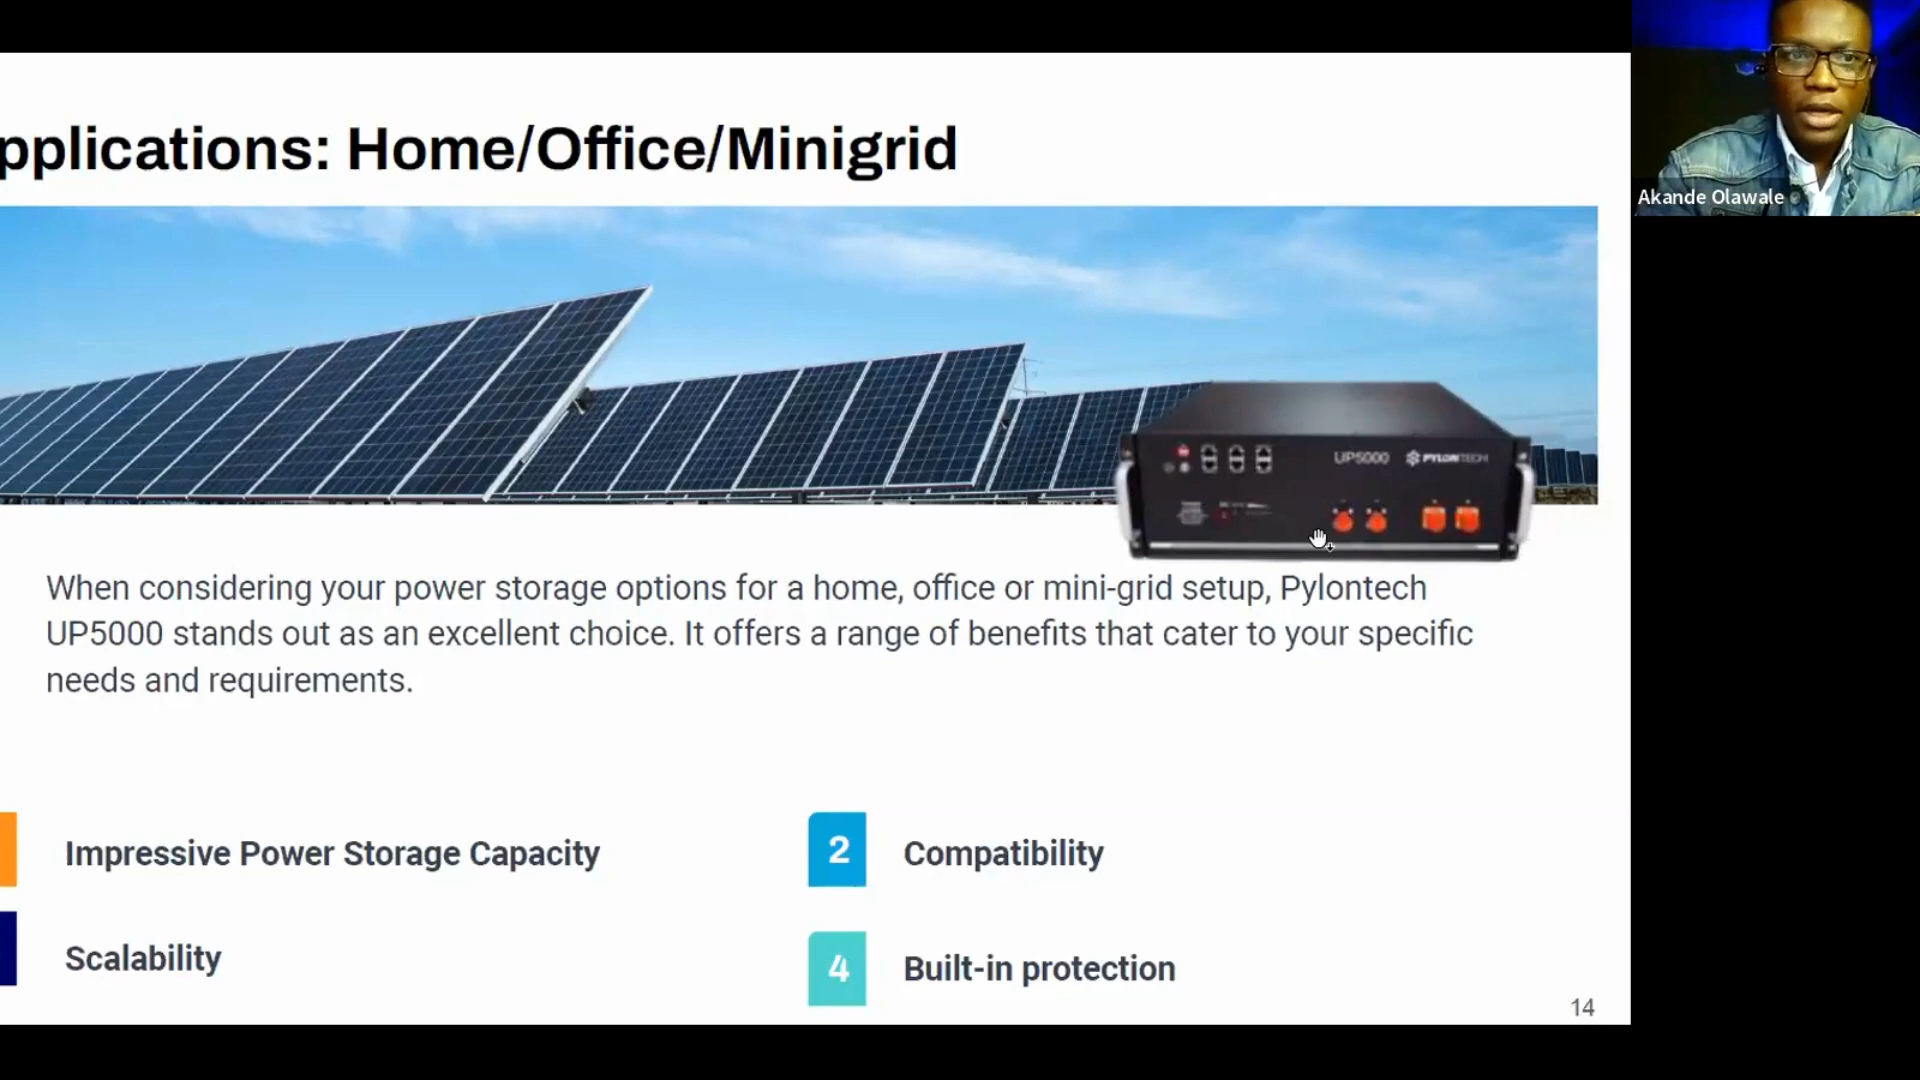 pplications: Home/Office/Minigrid
Akande Olawale
UP5000 PYLONTECH
When considering your power storage options for a home, office or mini-grid setup, Pylontech
UP5000 stands out as an excellent choice. It offers a range of benefits that cater to your specific
needs and requirements.
Impressive Power Storage Capacity
2 Compatibility
Scalability
4 Built-in protection
14